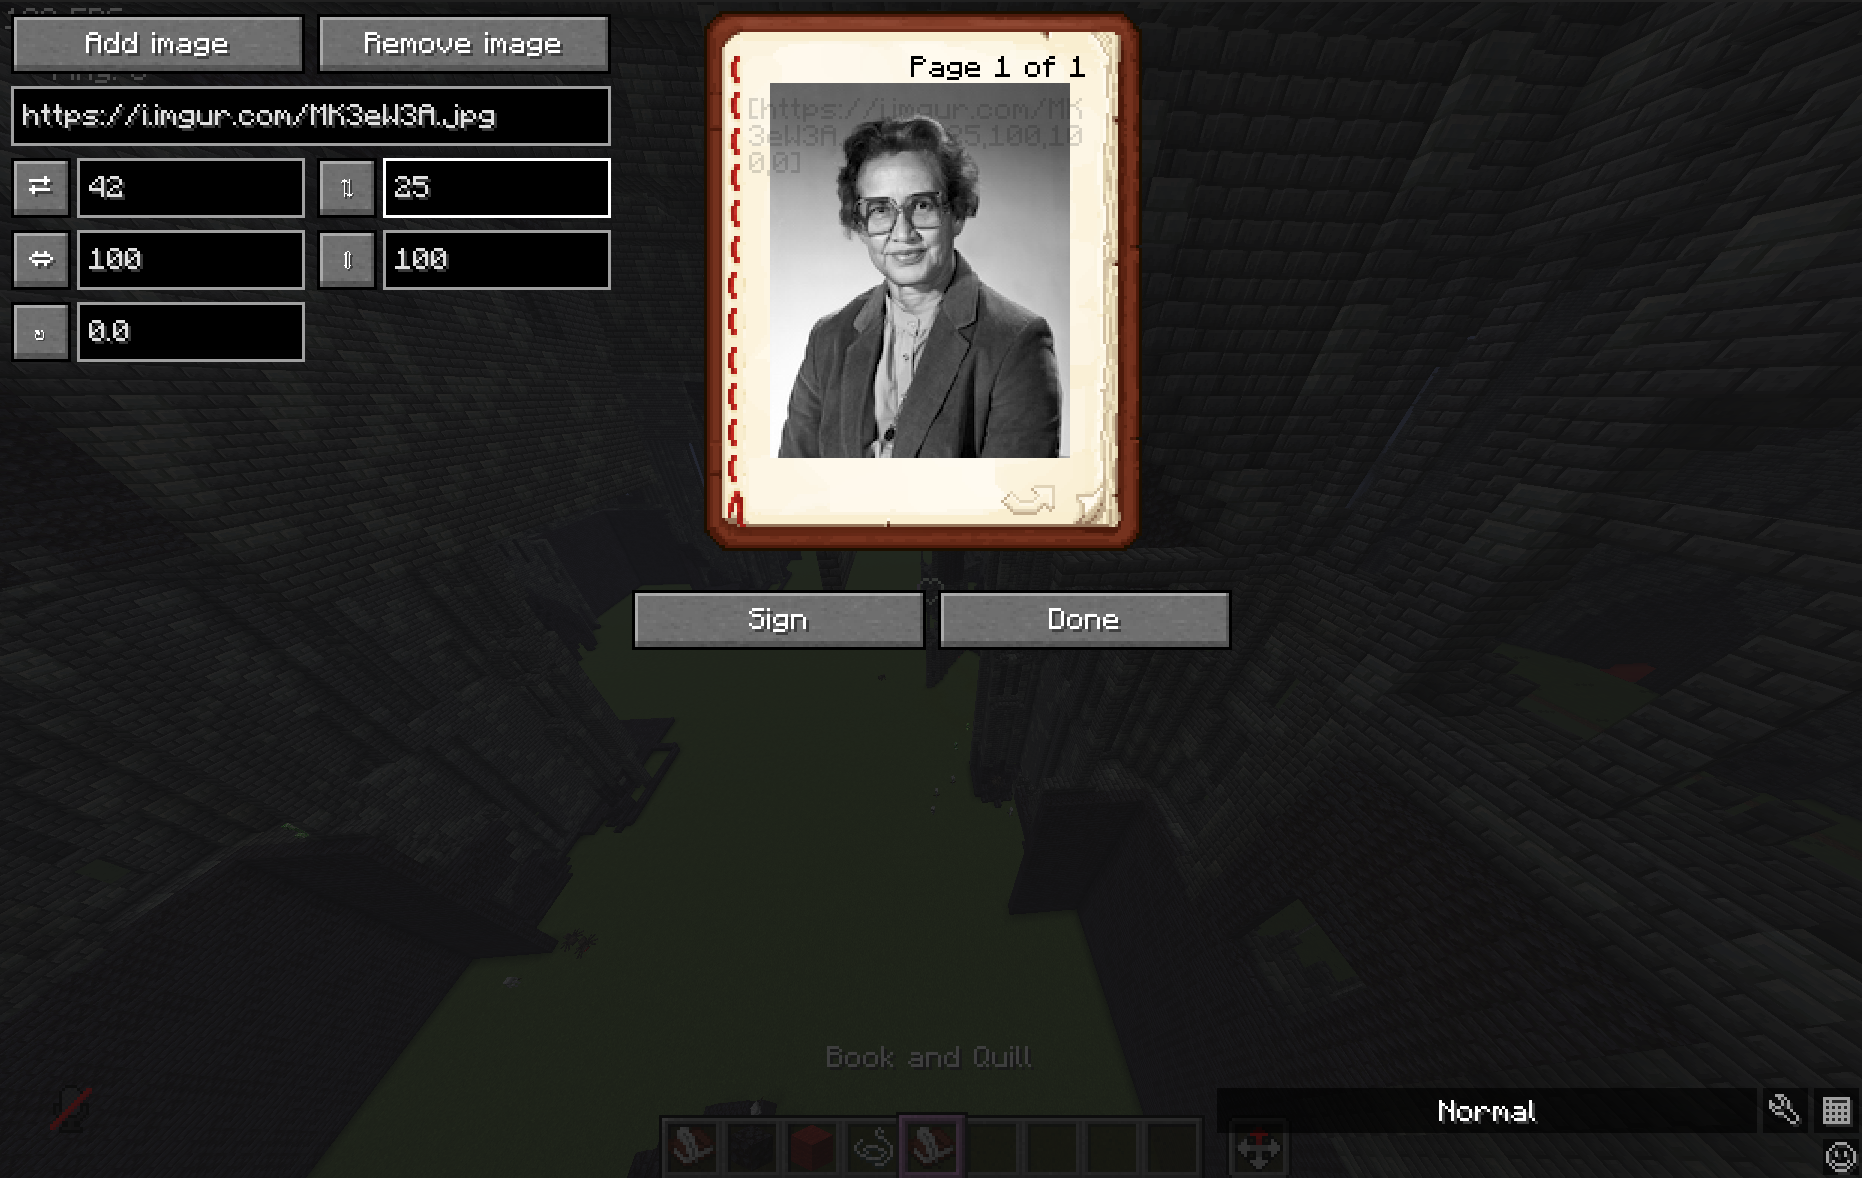 Add image
Remove image
https://i.imgur.com/MK3eW3A.jpg
42
25
100
100
0.0
Page 1 of 1
[https://i.imgur.com/MK
3eW3A
25,100,10
0,0]
Sign
Done
Book and Quill
Normal